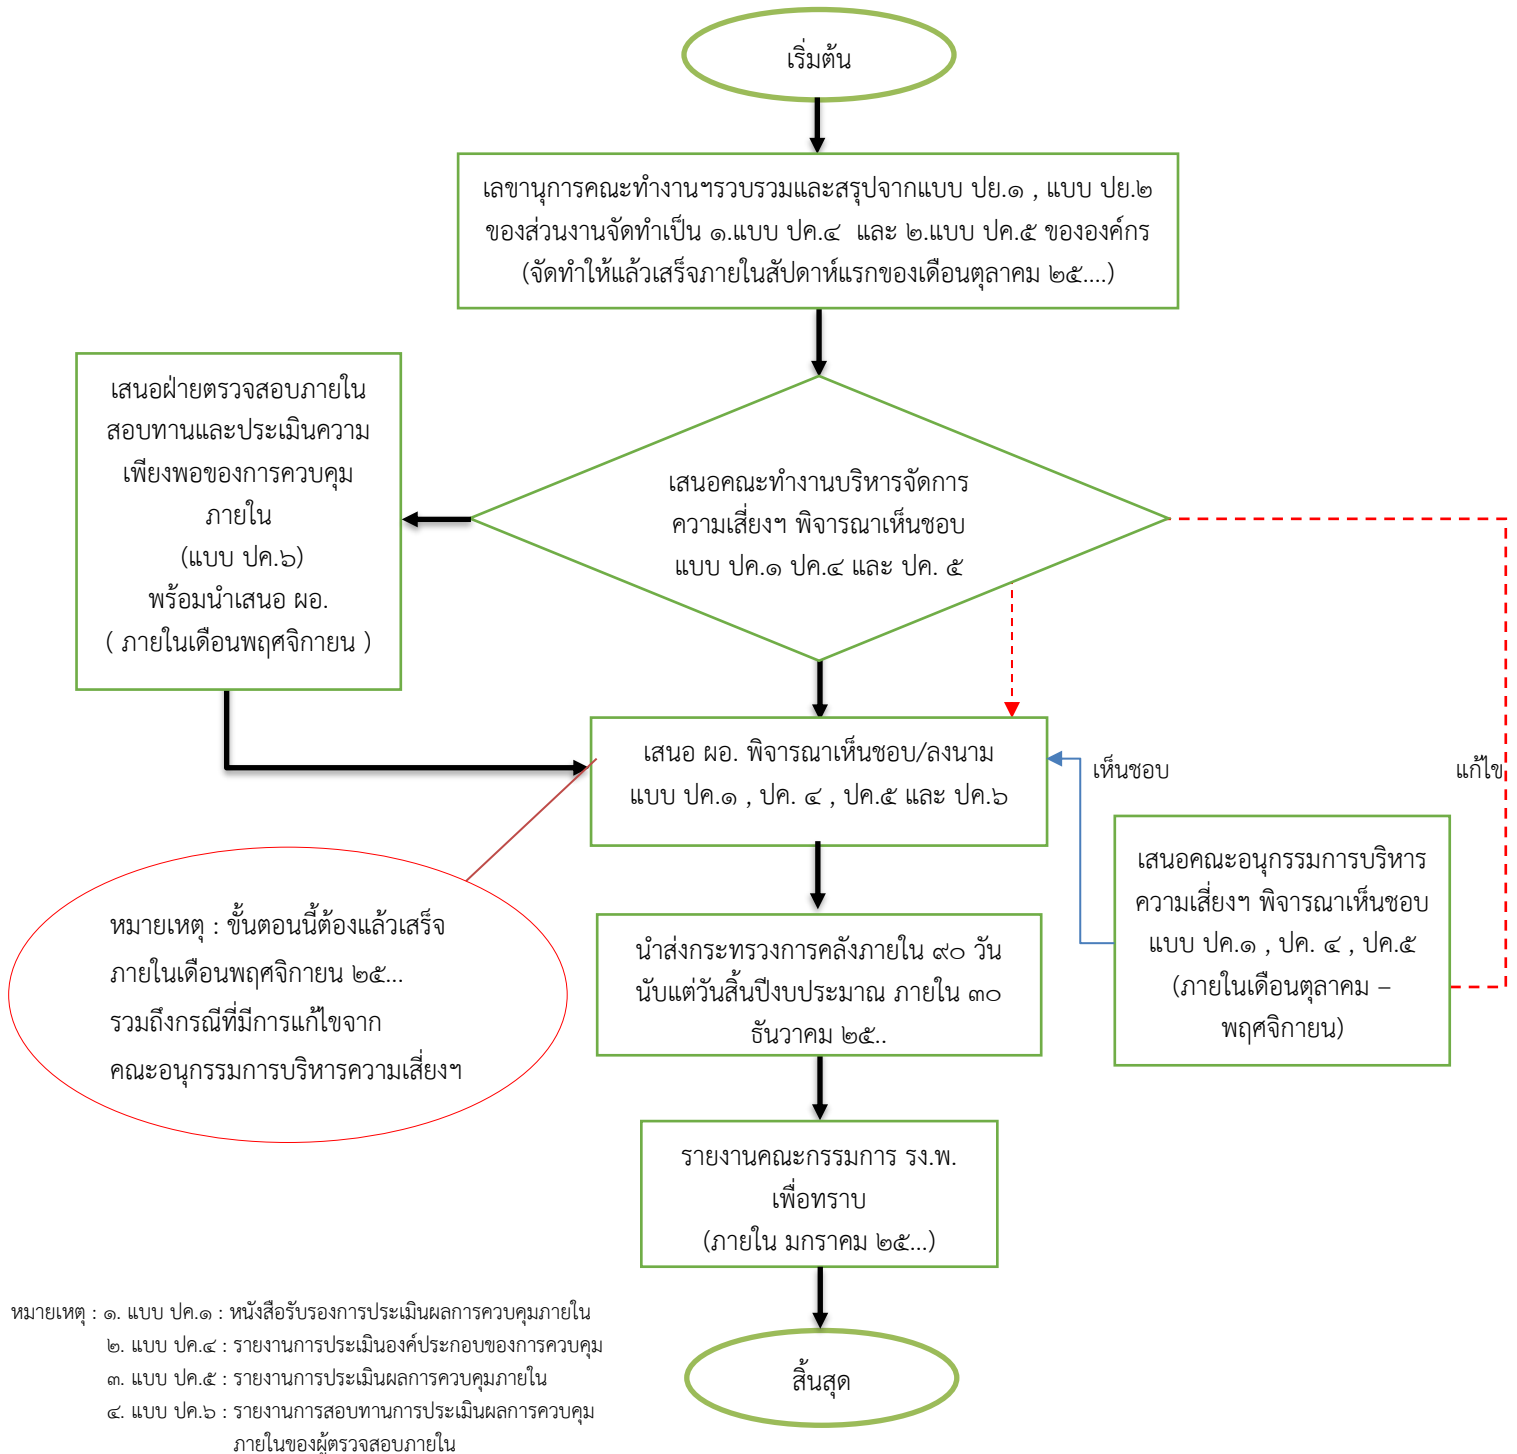 เริ่มต้น
เลขานุการคณะทำงานฯรวบรวมและสรุปจากแบบ ปย.๑ , แบบ ปย.๒
ของส่วนงานจัดทำเป็น ๑.แบบ ปค.๔ และ ๒.แบบ ปค.๕ ขององค์กร
(จัดทำให้แล้วเสร็จภายในสัปดาห์แรกของเดือนตุลาคม ๒๕....)
เสนอฝ่ายตรวจสอบภายใน
สอบทานและประเมินความ
เพียงพอของการควบคุม
ภายใน
(แบบ ปค.๖)
พร้อมนำเสนอ ผอ.
( ภายในเดือนพฤศจิกายน )
เสนอคณะทำงานบริหารจัดการ
ความเสี่ยงฯ พิจารณาเห็นชอบ
แบบ ปค.๑ ปค.๔ และ ปค. ๕
เสนอ ผอ. พิจารณาเห็นชอบ/ลงนาม
แบบ ปค.๑ , ปค. ๔ , ปค.๕ และ ปค.๖
เห็นชอบ
แก้ไข
เสนอคณะอนุกรรมการบริหาร
ความเสี่ยงฯ พิจารณาเห็นชอบ
แบบ ปค.๑ , ปค. ๔ , ปค.๕
(ภายในเดือนตุลาคม –
พฤศจิกายน)
หมายเหตุ : ขั้นตอนนี้ต้องแล้วเสร็จ
ภายในเดือนพฤศจิกายน ๒๕...
รวมถึงกรณีที่มีการแก้ไขจาก
คณะอนุกรรมการบริหารความเสี่ยงฯ
นำส่งกระทรวงการคลังภายใน ๙๐ วัน
นับแต่วันสิ้นปีงบประมาณ ภายใน ๓๐
ธันวาคม ๒๕..
รายงานคณะกรรมการ รง.พ.
เพื่อทราบ
(ภายใน มกราคม ๒๕...)
สิ้นสุด
หมายเหตุ : ๑. แบบ ปค.๑ : หนังสือรับรองการประเมินผลการควบคุมภายใน
๒. แบบ ปค.๔ : รายงานการประเมินองค์ประกอบของการควบคุม
๓. แบบ ปค.๕ : รายงานการประเมินผลการควบคุมภายใน
๔. แบบ ปค.๖ : รายงานการสอบทานการประเมินผลการควบคุม
ภายในของผู้ตรวจสอบภายใน